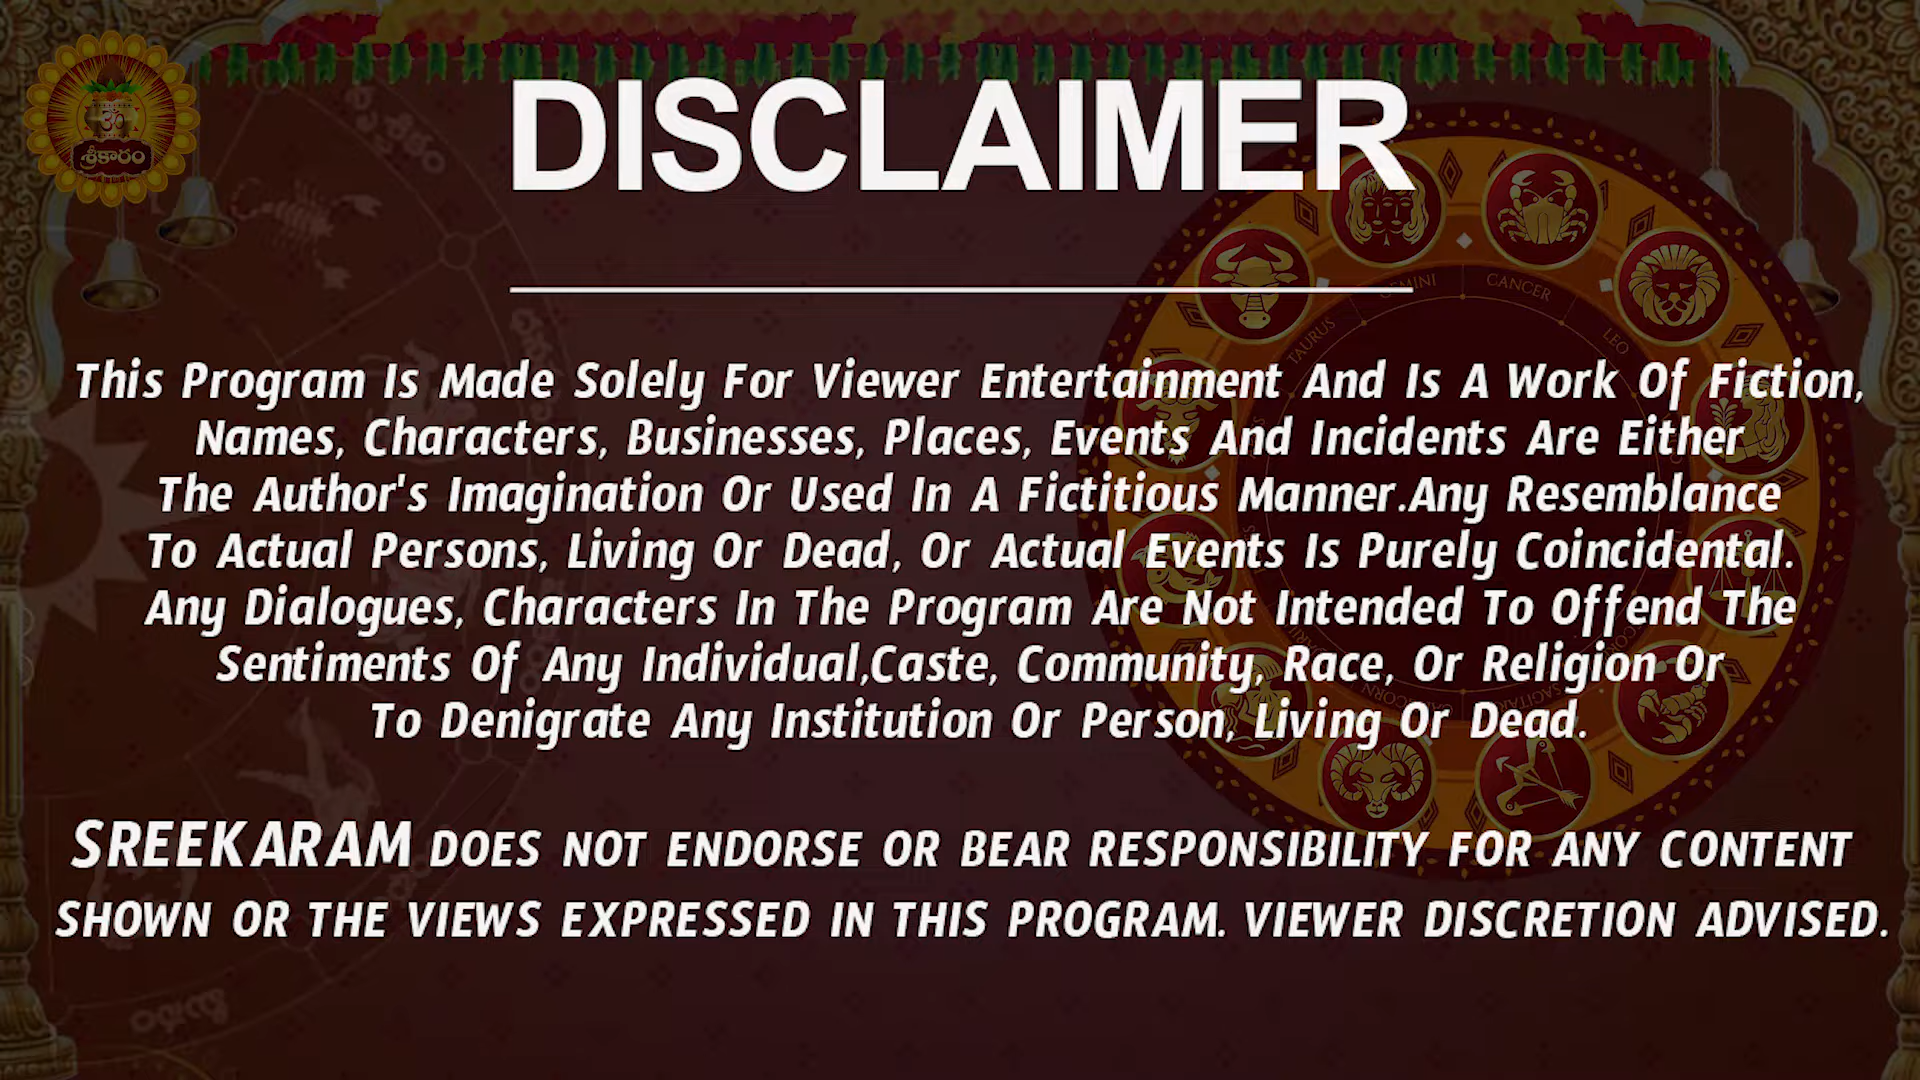 శ్రీకారం
DISCLAIMER
GEMINI
CANCER
TAURUS
LEO
This Program Is Made Solely For Viewer Entertainment And Is A Work Of Fiction,
Names, Characters, Businesses, Places, Events And Incidents Are Either
The Author's Imagination Or Used In A Fictitious Manner.Any Resemblance
To Actual Persons, Living Or Dead, Or Actual Events Is Purely Coincidental.
Any Dialogues, Characters In The Program Are Not Intended To Offend The
Sentiments Of Any Individual,Caste, Community, Race, Or Religion Or
To Denigrate Any Institution Or Person, Living Or Dead.
SREEKARAM DOES NOT ENDORSE OR BEAR RESPONSIBILITY FOR ANY CONTENT
SHOWN OR THE VIEWS EXPRESSED IN THIS PROGRAM. VIEWER DISCRETION ADVISED.